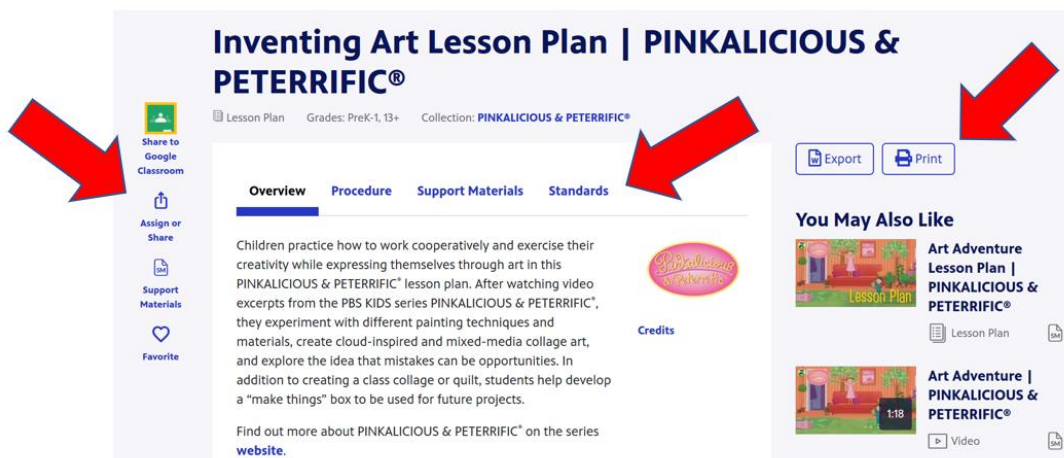 Inventing Art Lesson Plan | PINKALICIOUS &
PETERRIFIC®
Lesson Plan Grades: PreK-1, 13+ Collection: PINKALICIOUS & PETERRIFIC®
Share to
Google
Classroom
Assign or
Share
SM
Support
Materials
Favorite
Overview Procedure Support Materials Standards
Children practice how to work cooperatively and exercise their
creativity while expressing themselves through art in this
PINKALICIOUS & PETERRIFIC® lesson plan. After watching video
excerpts from the PBS KIDS series PINKALICIOUS & PETERRIFIC®,
they experiment with different painting techniques and
materials, create cloud-inspired and mixed-media collage art,
and explore the idea that mistakes can be opportunities. In
addition to creating a class collage or quilt, students help develop
a “make things” box to be used for future projects.
Find out more about PINKALICIOUS & PETERRIFIC® on the series
website.
Pinkalicious
& Peterrific
Credits
Export Print
You May Also Like
Lesson Plan
Art Adventure
Lesson Plan |
PINKALICIOUS &
PETERRIFIC®
Lesson Plan SM
1:18
Art Adventure |
PINKALICIOUS &
PETERRIFIC®
Video SM